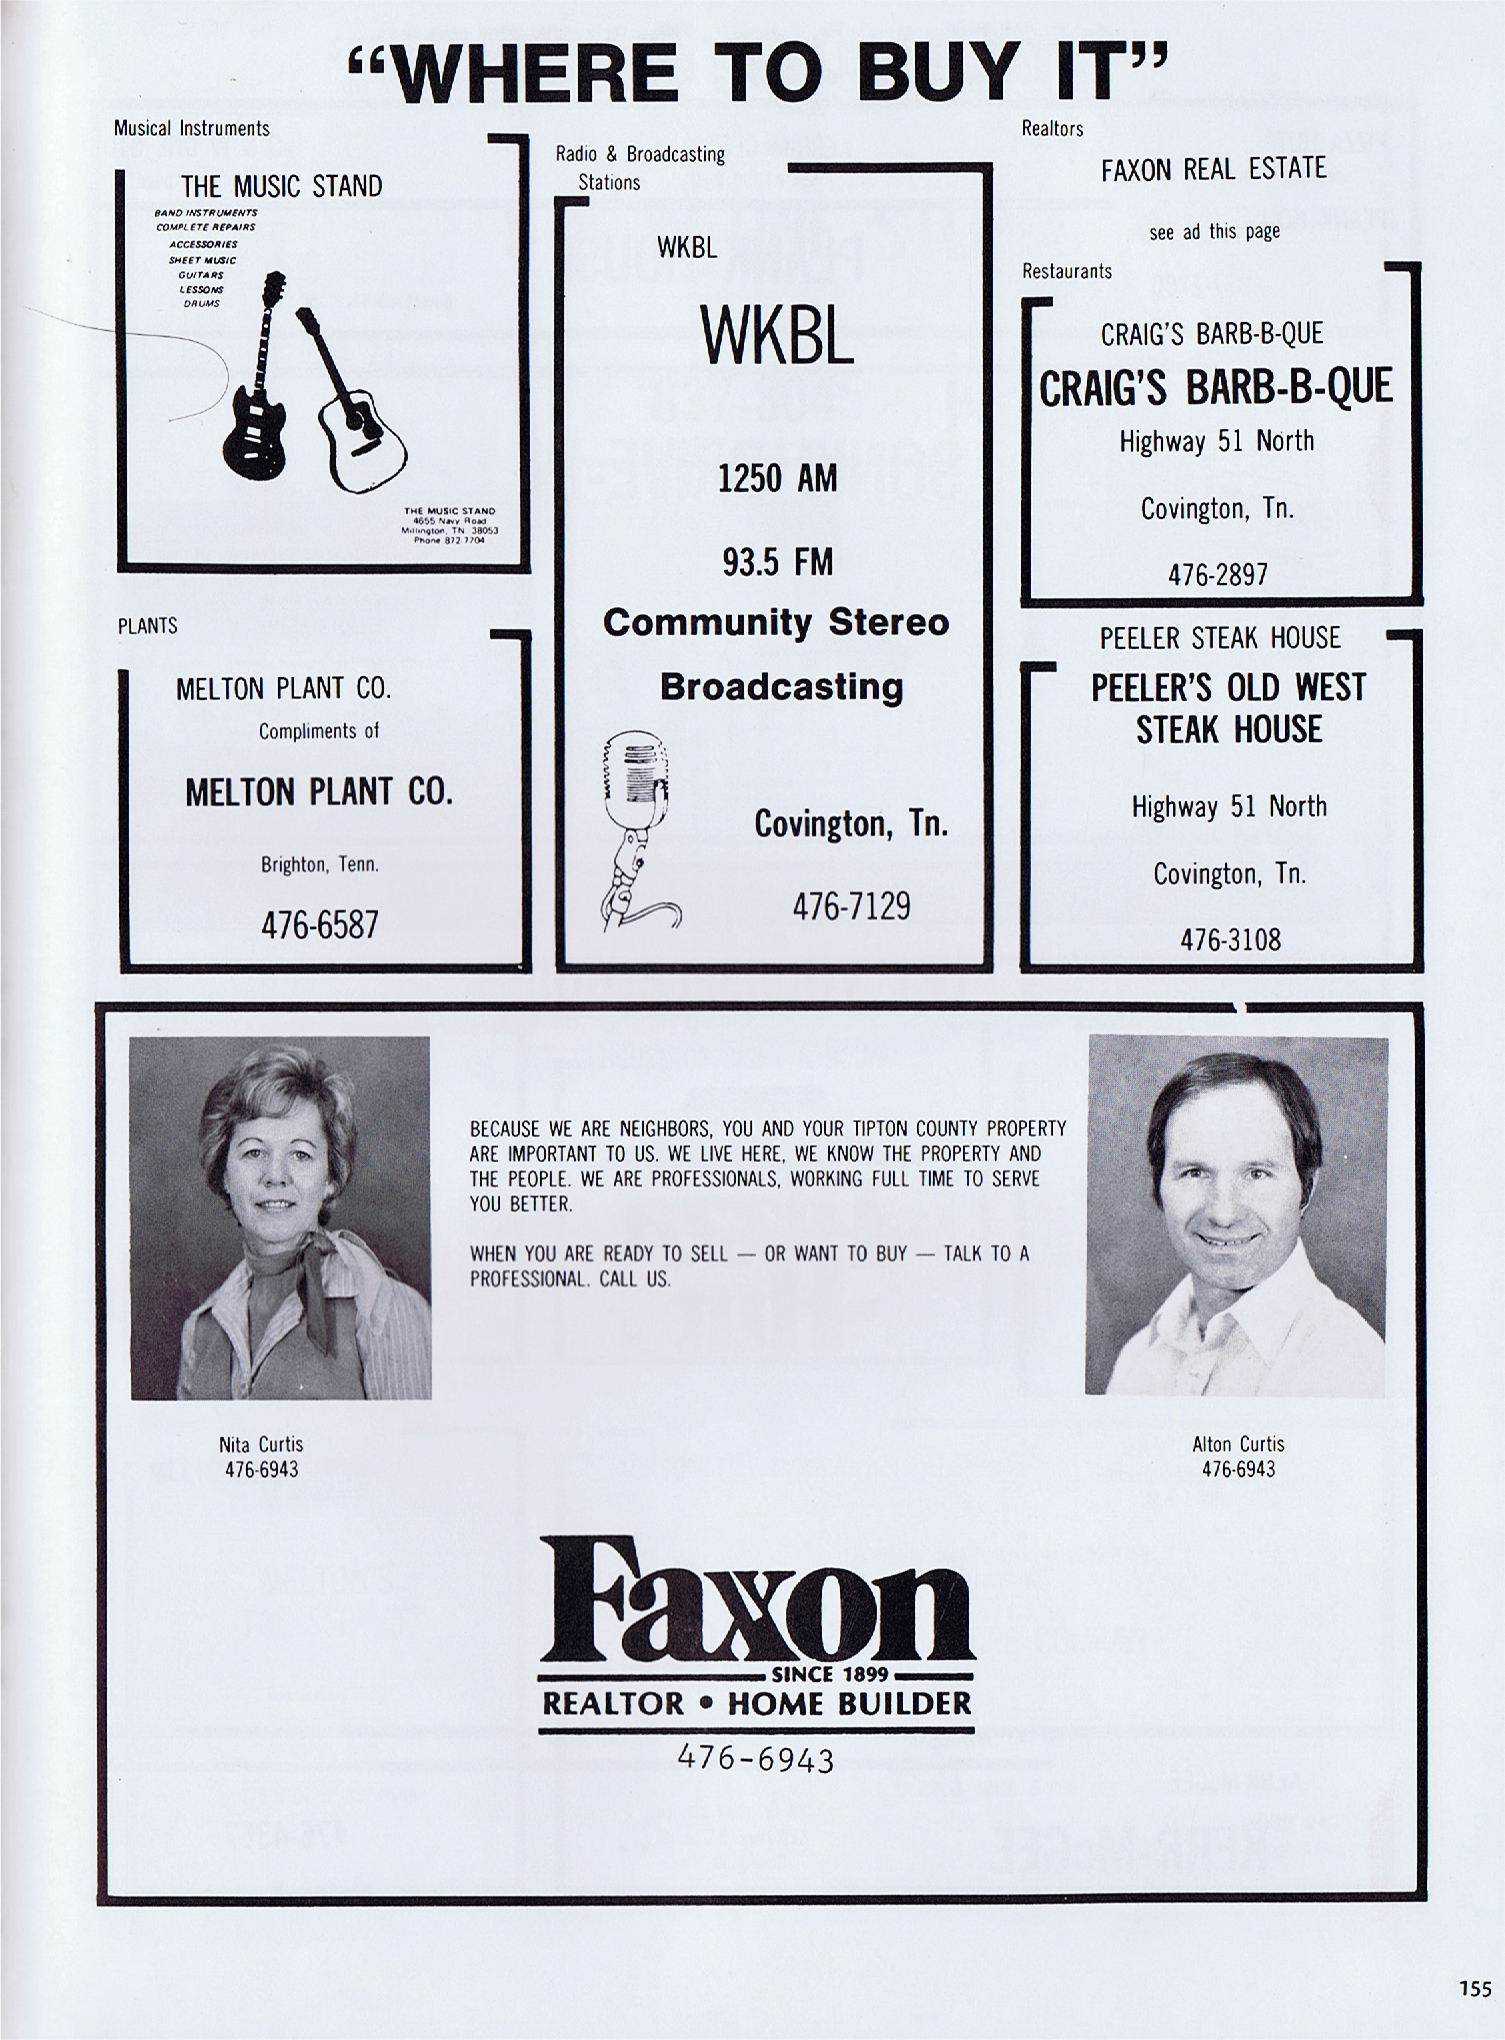 “WHERE TO BUY IT”
Musical Instruments
THE MUSIC STAND
BAND INSTRUMENTS
COMPLETE REPAIRS
ACCESSORIES
SHEET MUSIC
GUITARS
LESSONS
DRUMS
THE MUSIC STAND
4655 Navy Road
Millington, TN 38053
Phone 872 7704
PLANTS
MELTON PLANT CO.
Compliments of
MELTON PLANT CO.
Brighton, Tenn.
476-6587
Radio & Broadcasting
Stations
WKBL
WKBL
1250 AM
93.5 FM
Community Stereo
Broadcasting
Covington, Tn.
476-7129
Realtors
FAXON REAL ESTATE
see ad this page
Restaurants
CRAIG'S BARB-B-QUE
CRAIG'S BARB-B-QUE
Highway 51 North
Covington, Tn.
476-2897
PEELER STEAK HOUSE
PEELER'S OLD WEST
STEAK HOUSE
Highway 51 North
Covington, Tn.
476-3108
BECAUSE WE ARE NEIGHBORS, YOU AND YOUR TIPTON COUNTY PROPERTY
ARE IMPORTANT TO US. WE LIVE HERE, WE KNOW THE PROPERTY AND
THE PEOPLE. WE ARE PROFESSIONALS, WORKING FULL TIME TO SERVE
YOU BETTER.
WHEN YOU ARE READY TO SELL — OR WANT TO BUY — TALK TO A
PROFESSIONAL. CALL US.
Nita Curtis
476-6943
Alton Curtis
476-6943
Faxon
SINCE 1899
REALTOR • HOME BUILDER
476-6943
155